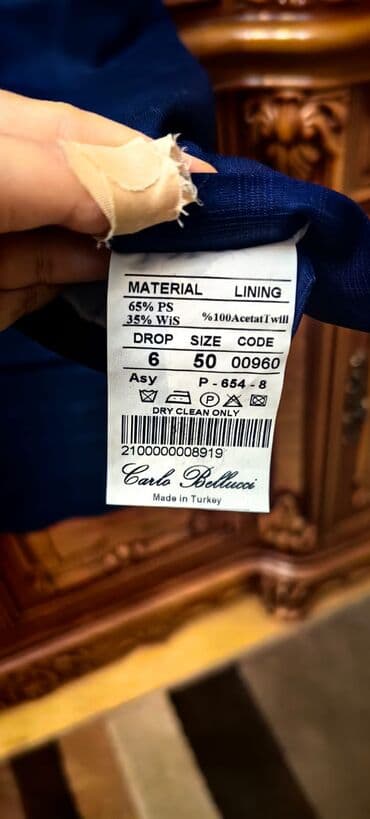 MATERIAL LINING
65% PS
35% WiS %100AcetatTwill
DROP SIZE CODE
6 50 00960
Asy P - 654 - 8
P
DRY CLEAN ONLY
2100000008919
Carlo Bellucci
Made in Turkey